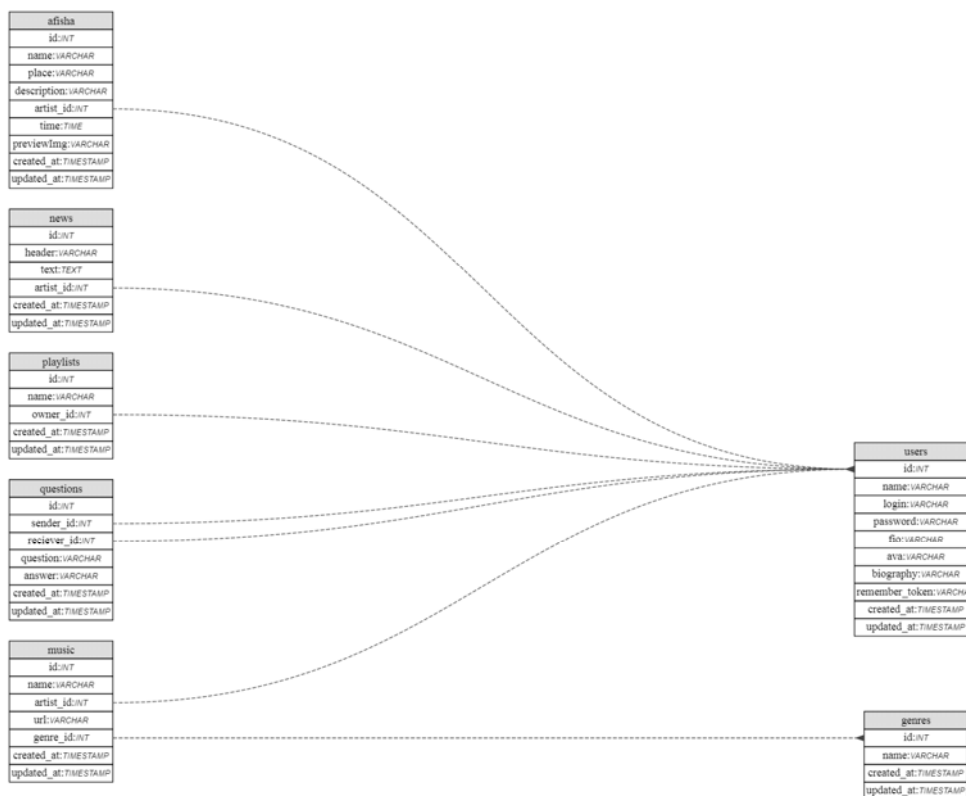 afisha
id:INT
name:VARCHAR
place:VARCHAR
description:VARCHAR
artist_id:INT
time:TIME
previewImg:VARCHAR
created_at:TIMESTAMP
updated_at:TIMESTAMP
news
id:INT
header:VARCHAR
text:TEXT
artist_id:INT
created_at:TIMESTAMP
updated_at:TIMESTAMP
playlists
id:INT
name:VARCHAR
owner_id:INT
created_at:TIMESTAMP
updated_at:TIMESTAMP
questions
id:INT
sender_id:INT
reciever_id:INT
question:VARCHAR
answer:VARCHAR
created_at:TIMESTAMP
updated_at:TIMESTAMP
music
id:INT
name:VARCHAR
artist_id:INT
url:VARCHAR
genre_id:INT
created_at:TIMESTAMP
updated_at:TIMESTAMP
users
id:INT
name:VARCHAR
login:VARCHAR
password:VARCHAR
fio:VARCHAR
ava:VARCHAR
biography:VARCHAR
remember_token:VARCHA
created_at:TIMESTAMP
updated_at:TIMESTAMP
genres
id:INT
name:VARCHAR
created_at:TIMESTAMP
updated_at:TIMESTAMP